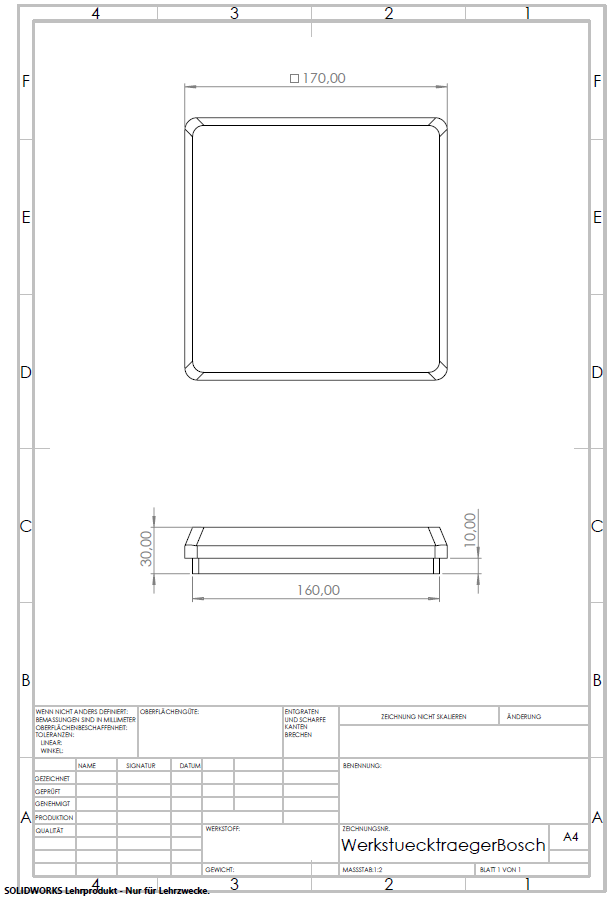 4 3 2 1
F F
□170,00
E E
D D
C C
30,00
10,00
160,00
B B
WENN NICHT ANDERS DEFINIERT:
BEMASSUNGEN SIND IN MILLIMETER
OBERFLÄCHENBESCHAFFENHEIT:
TOLERANZEN:
LINEAR:
WINKEL:
OBERFLÄCHENGÜTE:
ENTGRATEN
UND SCHARFE
KANTEN
BRECHEN
ZEICHNUNG NICHT SKALIEREN
ÄNDERUNG
NAME SIGNATUR DATUM
BENENNUNG:
GEZEICHNET
GEPRÜFT
GENEHMIGT
PRODUKTION
QUALITÄT
A A
WERKSTOFF:
ZEICHNUNGSNR.
WerkstuecktraegerBosch
A4
GEWICHT:
MASSSTAB:1:2
BLATT 1 VON 1
4 3 2 1
SOLIDWORKS Lehrprodukt - Nur für Lehrzwecke.